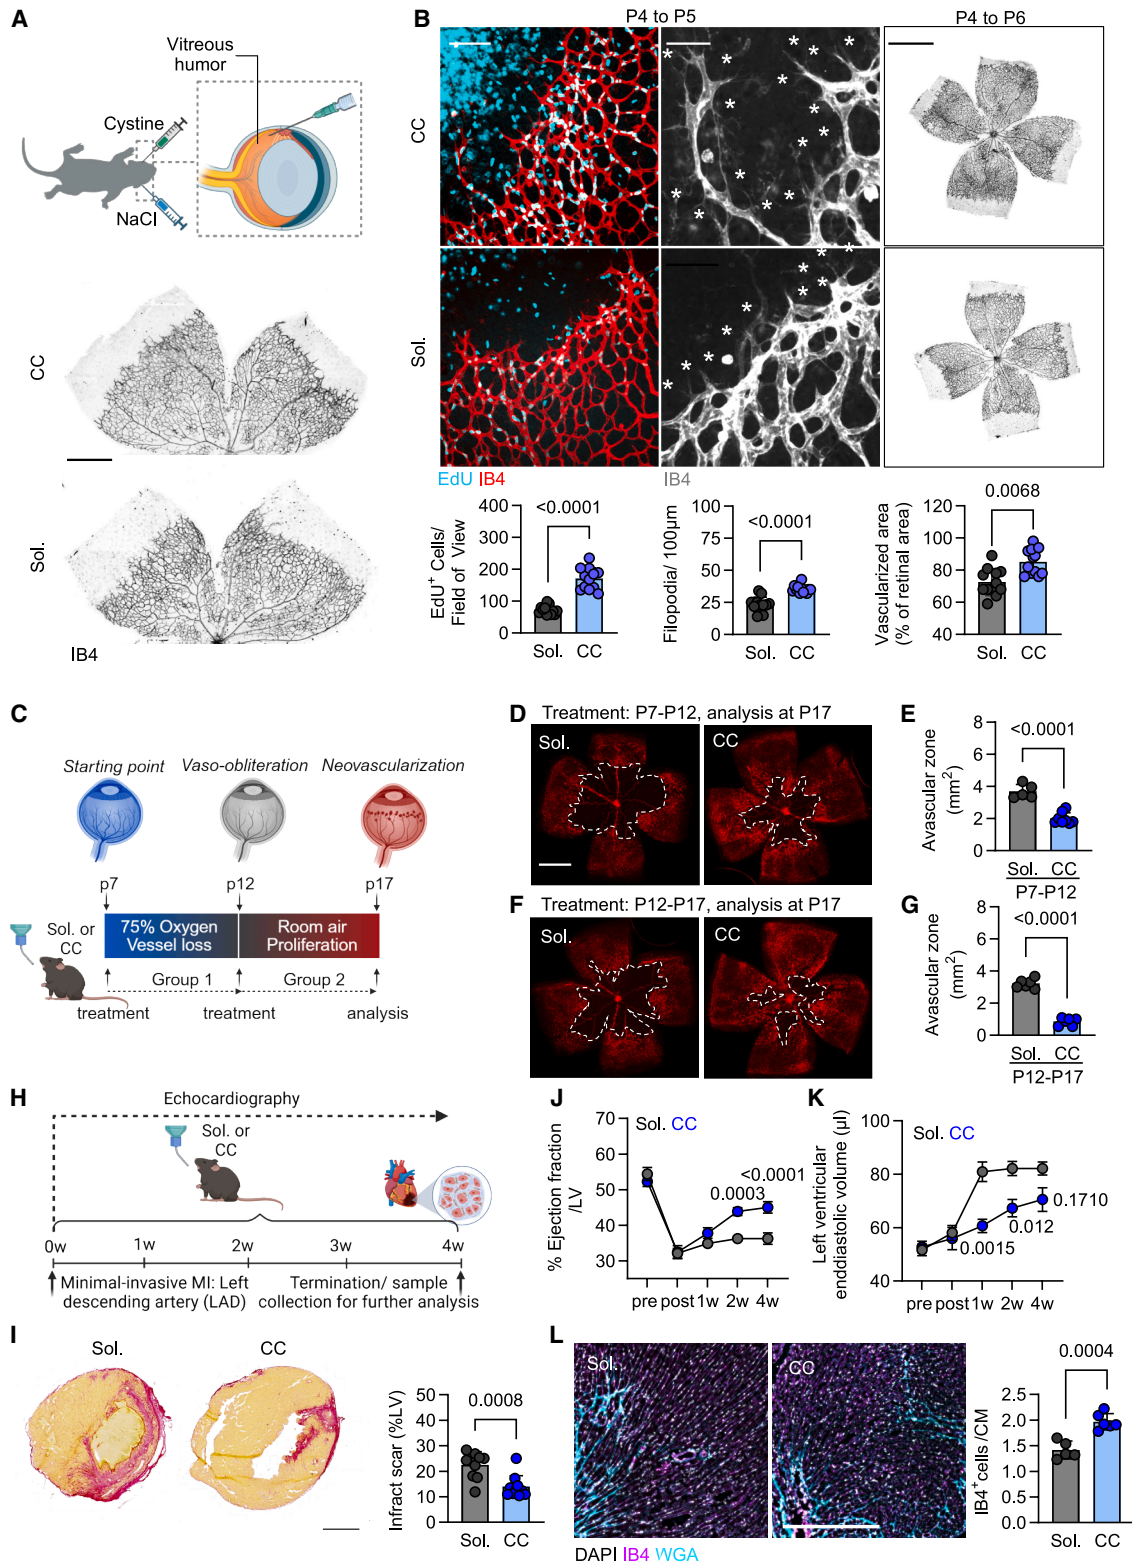 A
Vitreous
humor
Cystine
NaCl
CC
Sol.
IB4
B
P4 to P5
P4 to P6
CC
Sol.
EdU IB4
IB4
EdU+ Cells/
Field of View
400
300
200
100
0
<0.0001
Sol. CC
Filopodia/ 100µm
100
75
50
25
0
<0.0001
Sol. CC
Vascularized area
(% of retinal area)
100
80
60
40
0.0068
Sol. CC
C
Starting point
Vaso-obliteration
Neovascularization
p7
p12
p17
75% Oxygen
Vessel loss
Room air
Proliferation
Sol. or
CC
Group 1
Group 2
treatment
treatment
analysis
D
Treatment: P7-P12, analysis at P17
Sol.
CC
E
Avascular zone
(mm²)
8
6
4
2
0
<0.0001
Sol. CC
P7-P12
F
Treatment: P12-P17, analysis at P17
Sol.
CC
G
Avascular zone
(mm²)
8
6
4
2
0
<0.0001
Sol. CC
P12-P17
H
Echocardiography
Sol. or
CC
0w
1w
2w
3w
4w
Minimal-invasive MI: Left
descending artery (LAD)
Termination/ sample
collection for further analysis
I
Sol.
CC
Infract scar (%LV)
50
40
30
20
10
0
0.0008
Sol. CC
J
% Ejection fraction
/LV
70
60
50
40
30
Sol. CC
0.0003
<0.0001
pre post 1w 2w 4w
K
Left ventricular
enddiastolic volume (µl)
100
80
60
40
Sol. CC
0.0015
0.012
0.1710
pre post 1w 2w 4w
L
Sol.
CC
DAPI IB4 WGA
IB4+cells /CM
2.5
2.0
1.5
1.0
0.5
0.0
0.0004
Sol. CC